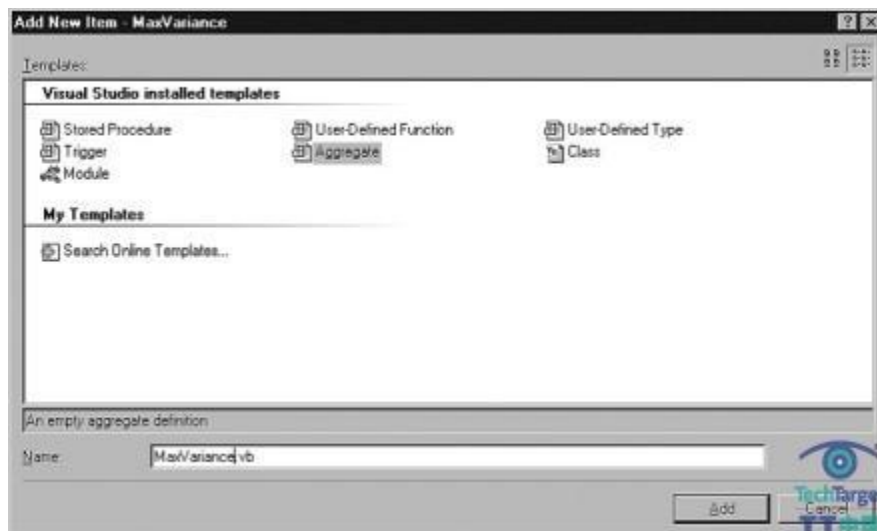 Add New Item - MaxVariance
Templates:
Visual Studio installed templates
Stored Procedure
User-Defined Function
User-Defined Type
Trigger
Aggregate
Class
Module
My Templates
Search Online Templates...
An empty aggregate definition
Name:
MaxVariance.vb
Add
Cancel
TechTarge